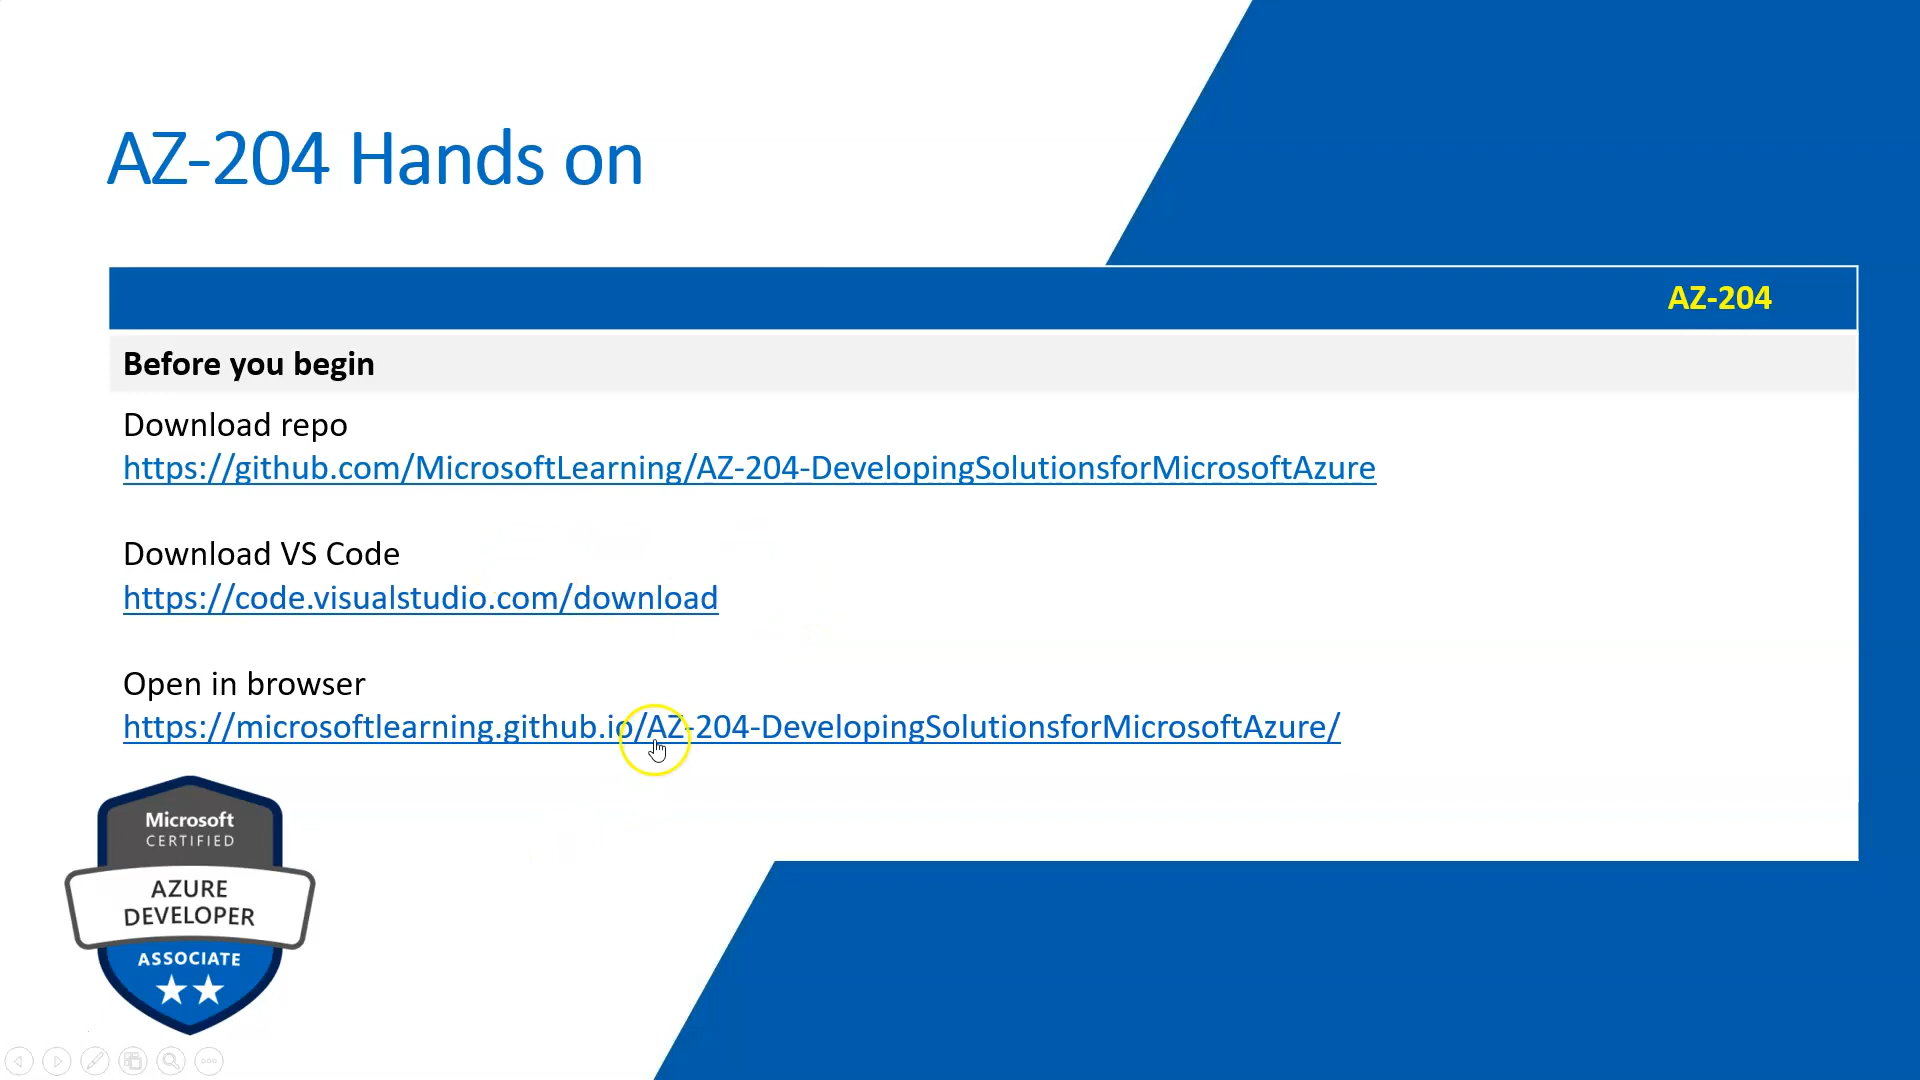 AZ-204 Hands on
AZ-204
Before you begin
Download repo
https://github.com/MicrosoftLearning/AZ-204-DevelopingSolutionsforMicrosoftAzure
Download VS Code
https://code.visualstudio.com/download
Open in browser
https://microsoftlearning.github.io/AZ-204-DevelopingSolutionsforMicrosoftAzure/
Microsoft
CERTIFIED
AZURE
DEVELOPER
ASSOCIATE